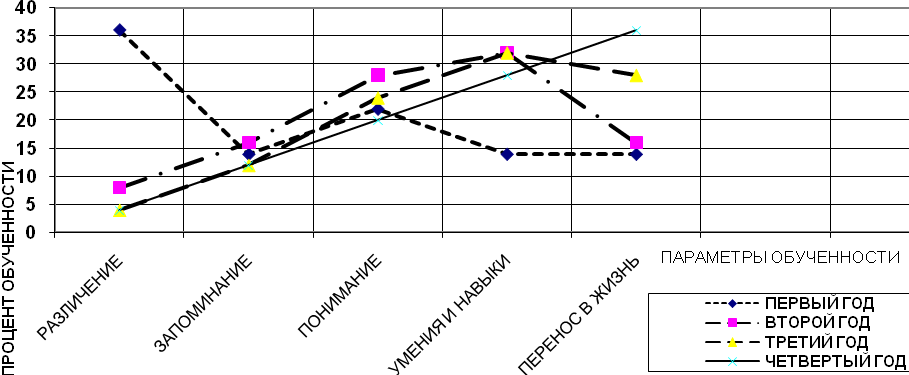 40
35
30
25
20
15
10
5
0
ПРОЦЕНТ ОБУЧЕННОСТИ
РАЗЛИЧЕНИЕ
ЗАПОМИНАНИЕ
ПОНИМАНИЕ
УМЕНИЯ И НАВЫКИ
ПЕРЕНОС В ЖИЗНЬ
ПАРАМЕТРЫ ОБУЧЕННОСТИ
ПЕРВЫЙ ГОД
ВТОРОЙ ГОД
ТРЕТИЙ ГОД
ЧЕТВЕРТЫЙ ГОД